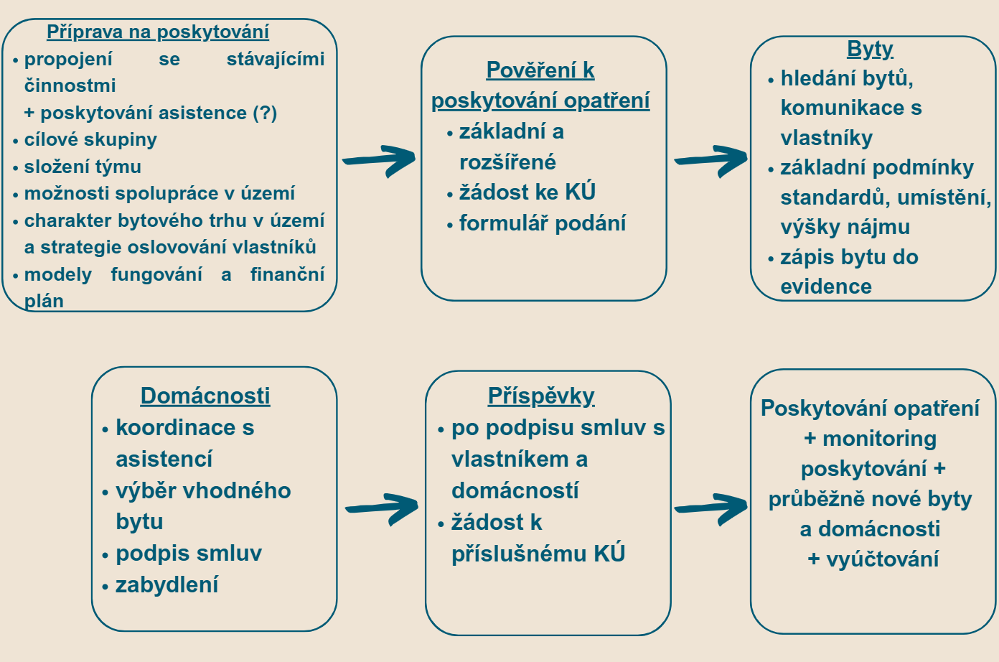 Příprava na poskytování
• propojení se stávajícími
činnostmi
+ poskytování asistence (?)
• cílové skupiny
• složení týmu
• možnosti spolupráce v území
• charakter bytového trhu v území
a strategie oslovování vlastníků
• modely fungování a finanční
plán
Pověření k
poskytování opatření
• základní a
rozšířené
• žádost ke KÚ
• formulář podání
Byty
• hledání bytů,
komunikace s
vlastníky
• základní podmínky
standardů, umístění,
výšky nájmu
• zápis bytu do
evidence
Domácnosti
• koordinace s
asistencí
• výběr vhodného
bytu
• podpis smluv
• zabydlení
Příspěvky
• po podpisu smluv s
vlastníkem a
domácností
• žádost k
příslušnému KÚ
Poskytování opatření
+ monitoring
poskytování +
průběžně nové byty
a domácnosti
+ vyúčtování